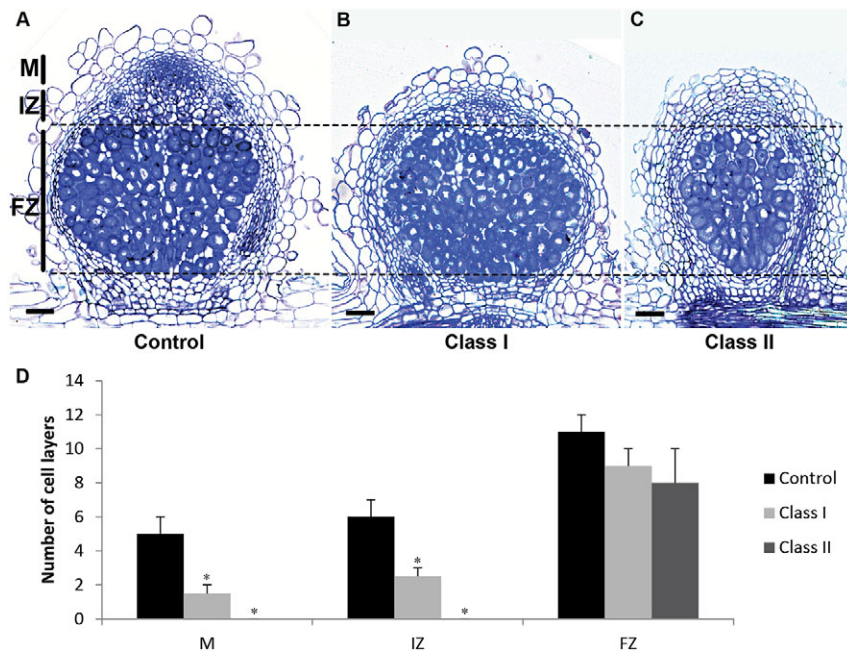 A
B
C
M
IZ
FZ
Control
Class I
Class II
D
Number of cell layers
14
12
10
8
6
4
2
0
*
*
*
*
M
IZ
FZ
Control
Class I
Class II